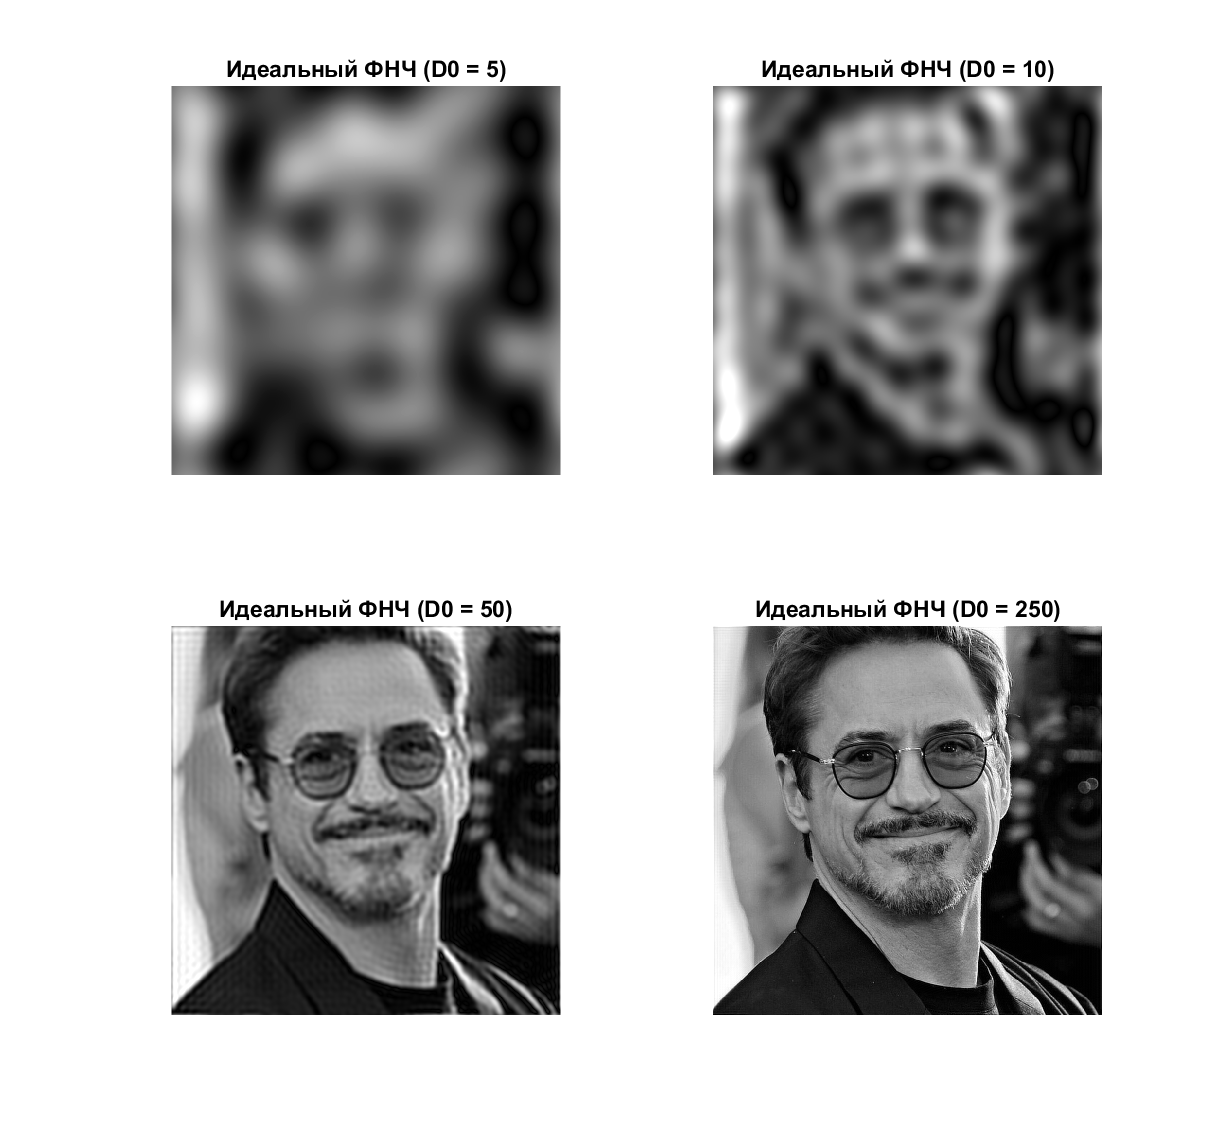 Идеальный ФНЧ (D0 = 5)
Идеальный ФНЧ (D0 = 10)
Идеальный ФНЧ (D0 = 50)
Идеальный ФНЧ (D0 = 250)